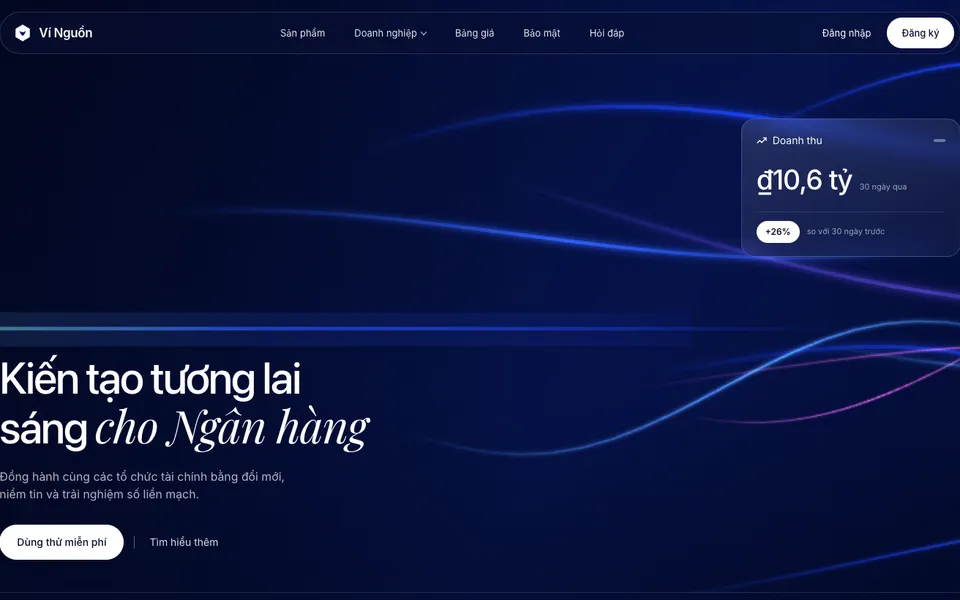 Ví Nguồn
Sản phẩm
Doanh nghiệp
Bảng giá
Bảo mật
Hỏi đáp
Đăng nhập
Đăng ký
Doanh thu
₫10,6 tỷ
30 ngày qua
+26%
so với 30 ngày trước
Kiến tạo tương lai
sáng cho Ngân hàng
Đồng hành cùng các tổ chức tài chính bằng đổi mới,
niềm tin và trải nghiệm số liền mạch.
Dùng thử miễn phí
Tìm hiểu thêm